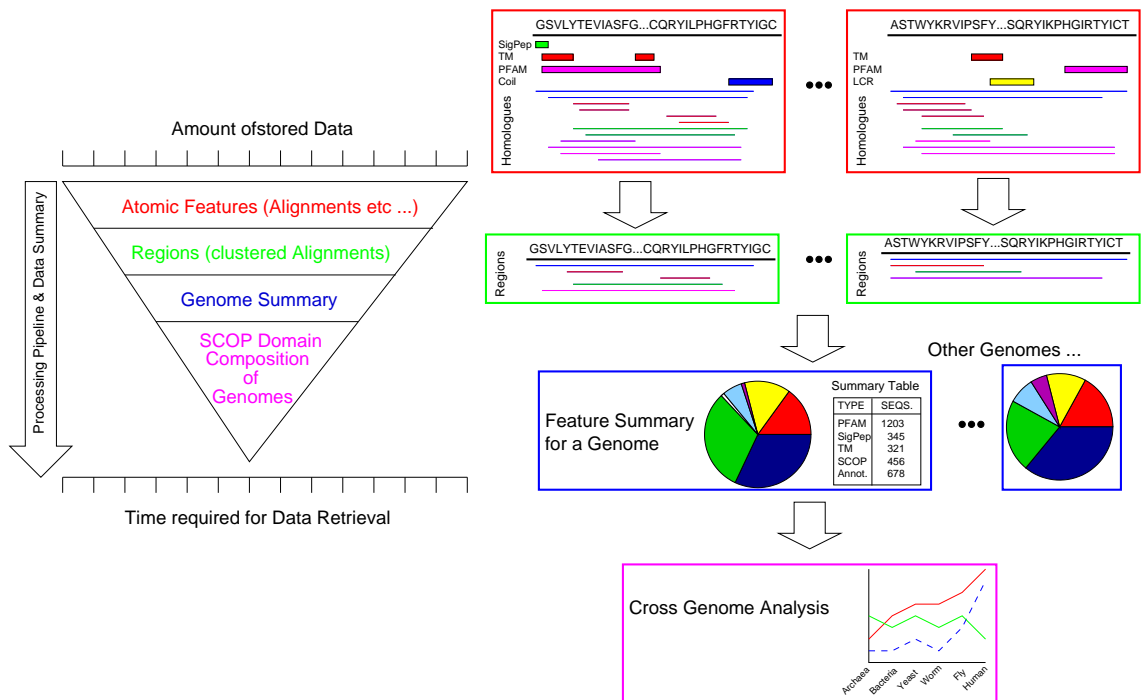 Amount ofstored Data
Processing Pipeline & Data Summary
Atomic Features (Alignments etc ...)
Regions (clustered Alignments)
Genome Summary
SCOP Domain
Composition
of
Genomes
Time required for Data Retrieval
GSVLYTEVIASFG...CQRYILPHGFRTYIGC
SigPep
TM
PFAM
Coil
Homologues
•••
ASTWYKRVIPSFY...SQRYIKPHGIRTYICT
TM
PFAM
LCR
Homologues
GSVLYTEVIASFG...CQRYILPHGFRTYIGC
Regions
•••
ASTWYKRVIPSFY...SQRYIKPHGIRTYICT
Regions
Other Genomes ...
Feature Summary
for a Genome
Summary Table
TYPE SEQS.
PFAM 1203
SigPep 345
TM 321
SCOP 456
Annot. 678
•••
Cross Genome Analysis
Archaea
Bacteria
Yeast
Worm
Fly
Human